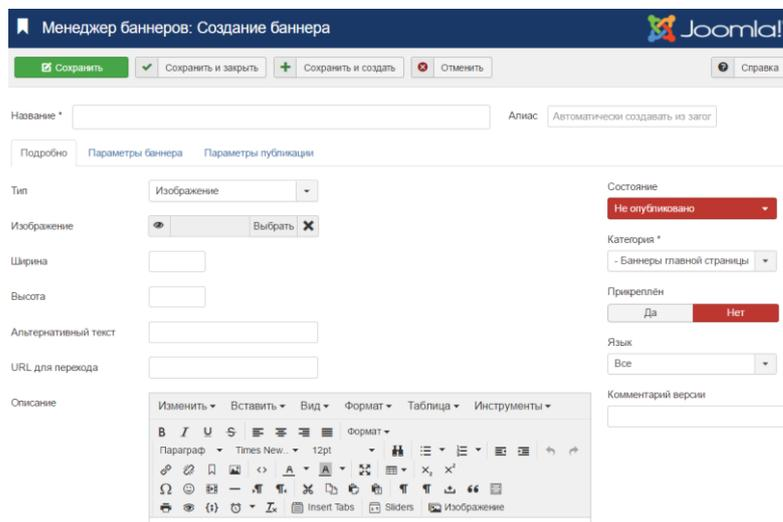 Менеджер баннеров: Создание баннера Joomla!
Сохранить Сохранить и закрыть Сохранить и создать Отменить Справка
Название * Алиас Автоматически создавать из загол
Подробно Параметры баннера Параметры публикации
Тип Изображение
Изображение Выбрать
Ширина
Высота
Альтернативный текст
URL для перехода
Описание
Изменить Вставить Вид Формат Таблица Инструменты
B I U S Формат
Параграф Times New... 12pt
A A X₂ X²
Ω
{;} Tx Insert Tabs Sliders Изображение
Состояние
Не опубликовано
Категория *
- Баннеры главной страницы
Прикреплён
Да Нет
Язык
Все
Комментарий версии